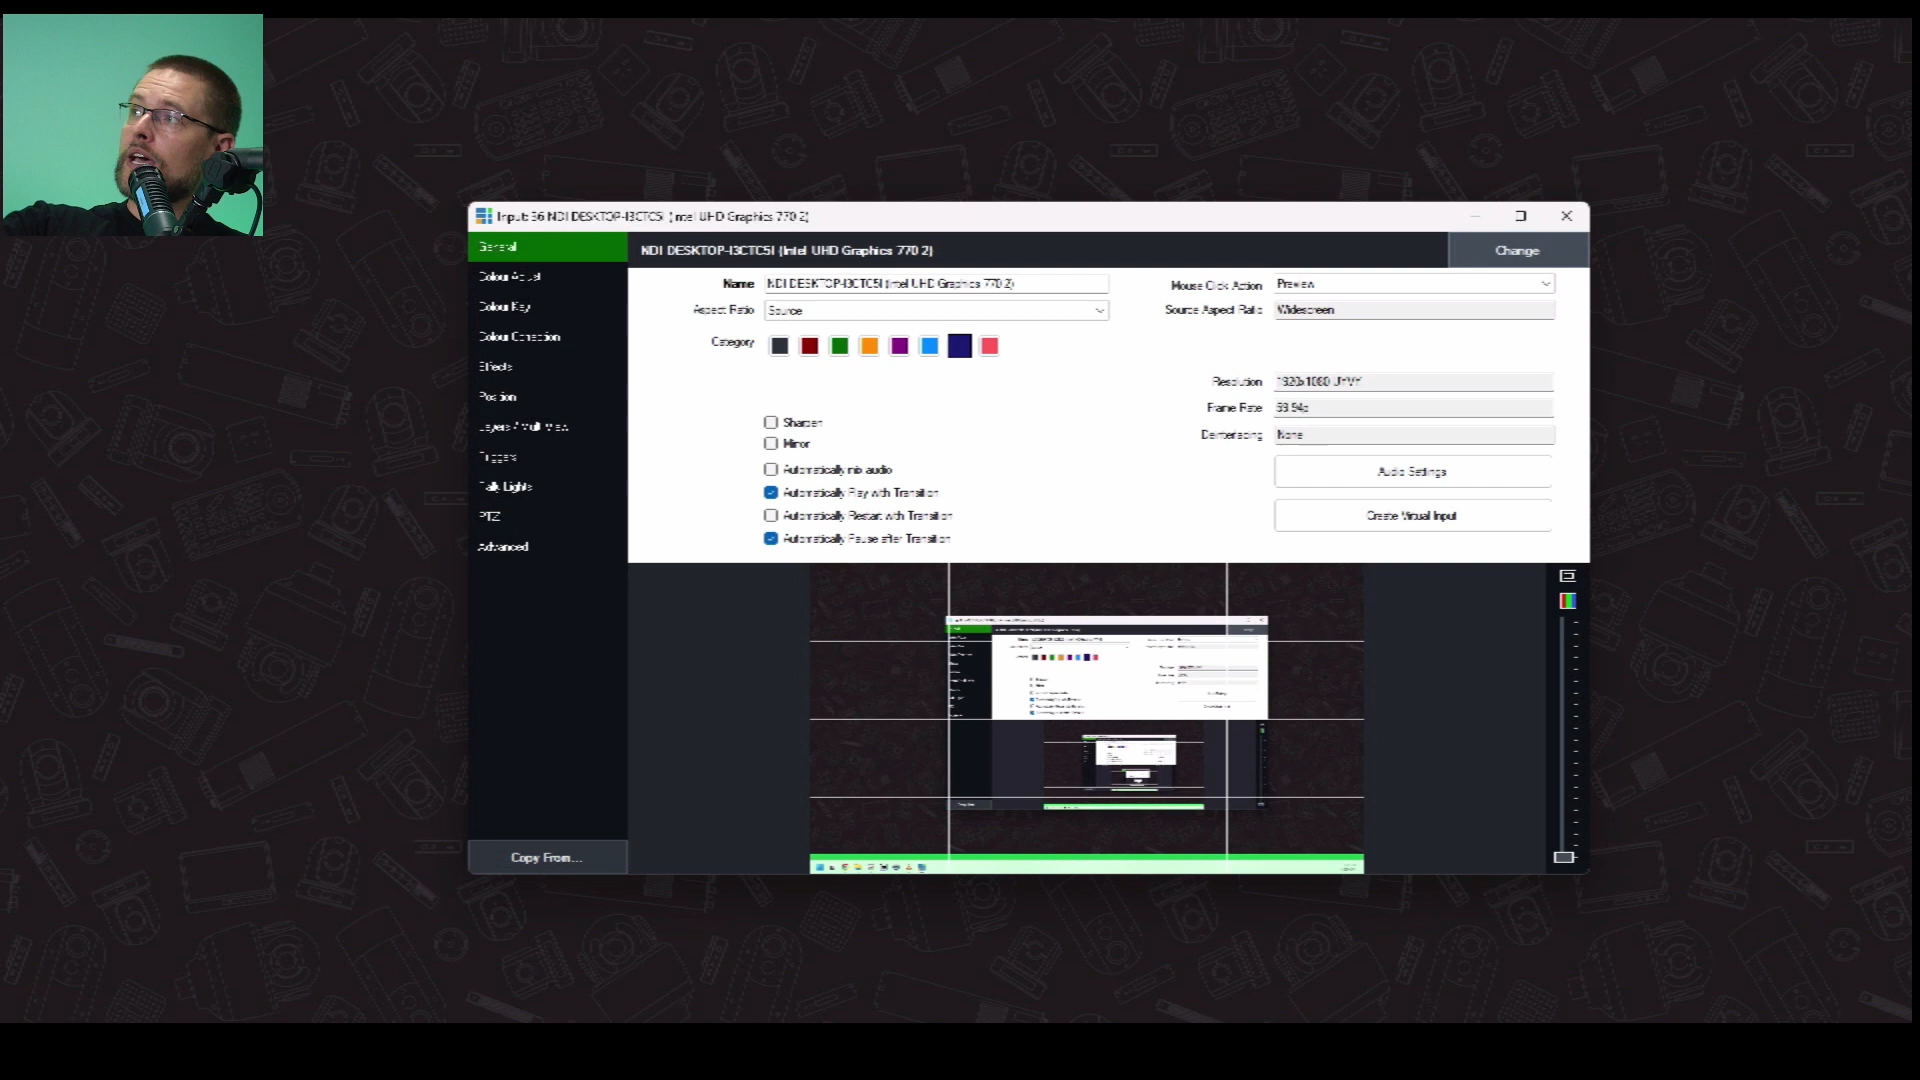 Input: 36 NDI DESKTOP-I3CTC5I (Intel UHD Graphics 770 2)
General
NDI DESKTOP-I3CTC5I (Intel UHD Graphics 770 2)
Change
Colour Adjust
Colour Key
Colour Correction
Effects
Position
Layers / Multi View
Triggers
Tally Lights
PTZ
Advanced
Copy From...
Name
NDI DESKTOP-I3CTC5I (Intel UHD Graphics 770 2)
Aspect Ratio
Source
Category
Sharpen
Mirror
Automatically mix audio
Automatically Play with Transition
Automatically Restart with Transition
Automatically Pause after Transition
Mouse Click Action
Preview
Source Aspect Ratio
Widescreen
Resolution
1920x1080 UYVY
Frame Rate
59.94p
Deinterlacing
None
Audio Settings
Create Virtual Input